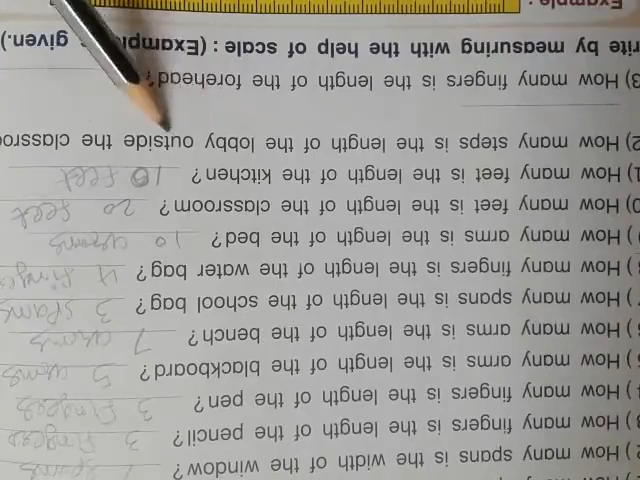 2) How many spans is the width of the window? spans
3) How many fingers is the length of the pencil? 3 Fingers
4) How many fingers is the length of the pen? 3 Fingers
) How many arms is the length of the blackboard? 5 arms
) How many arms is the length of the bench? 7 arms
) How many spans is the length of the school bag? 3 spans
) How many fingers is the length of the water bag? 4 finge
) How many arms is the length of the bed? 10 arms
0) How many feet is the length of the classroom? 20 feet
1) How many feet is the length of the kitchen? 10 feet
2) How many steps is the length of the lobby outside the classroo
3) How many fingers is the length of the forehead?
rite by measuring with the help of scale : (Example given.)
Example :